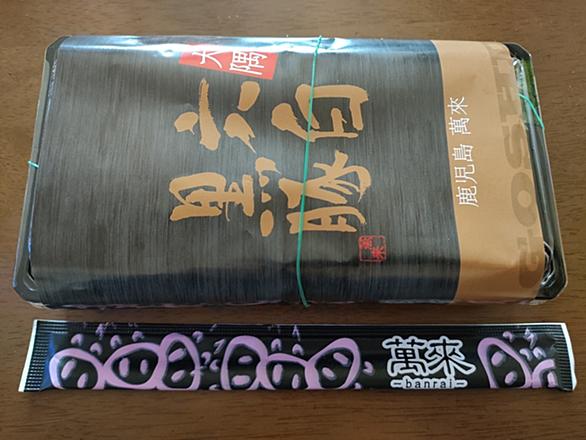 大隅
六白
黒豚
鹿児島 萬來
萬來
banrai